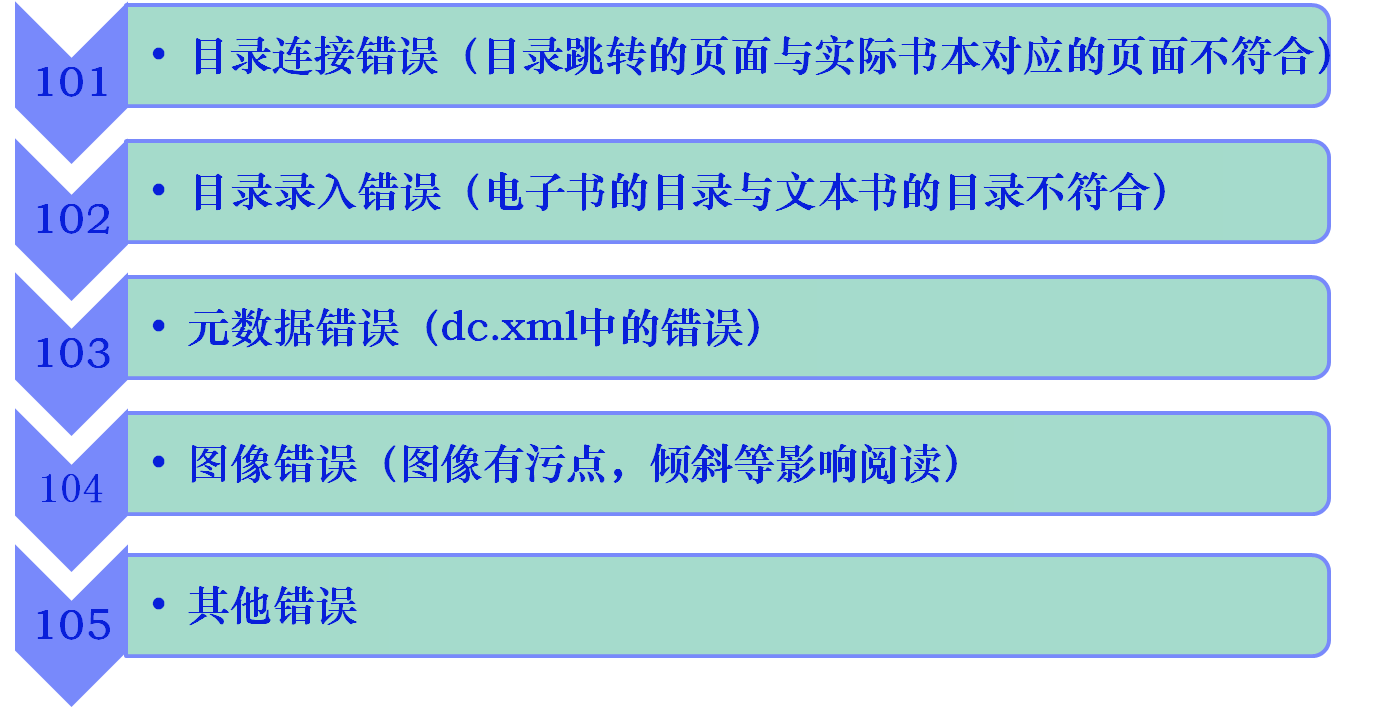 101
• 目录连接错误（目录跳转的页面与实际书本对应的页面不符合）
102
• 目录录入错误（电子书的目录与文本书的目录不符合）
103
• 元数据错误（dc.xml中的错误）
104
• 图像错误（图像有污点，倾斜等影响阅读）
105
• 其他错误